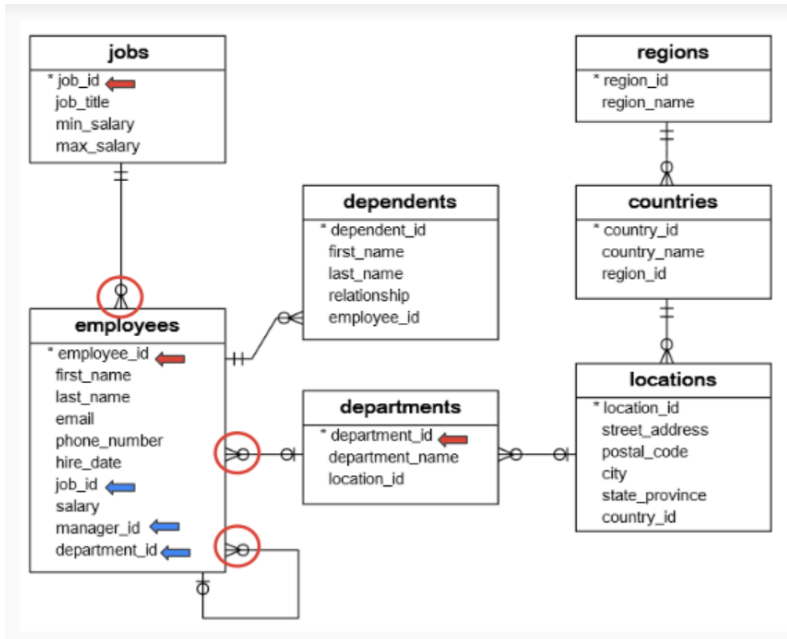 jobs
* job_id
job_title
min_salary
max_salary
regions
* region_id
region_name
dependents
* dependent_id
first_name
last_name
relationship
employee_id
countries
* country_id
country_name
region_id
employees
* employee_id
first_name
last_name
email
phone_number
hire_date
job_id
salary
manager_id
department_id
departments
* department_id
department_name
location_id
locations
* location_id
street_address
postal_code
city
state_province
country_id